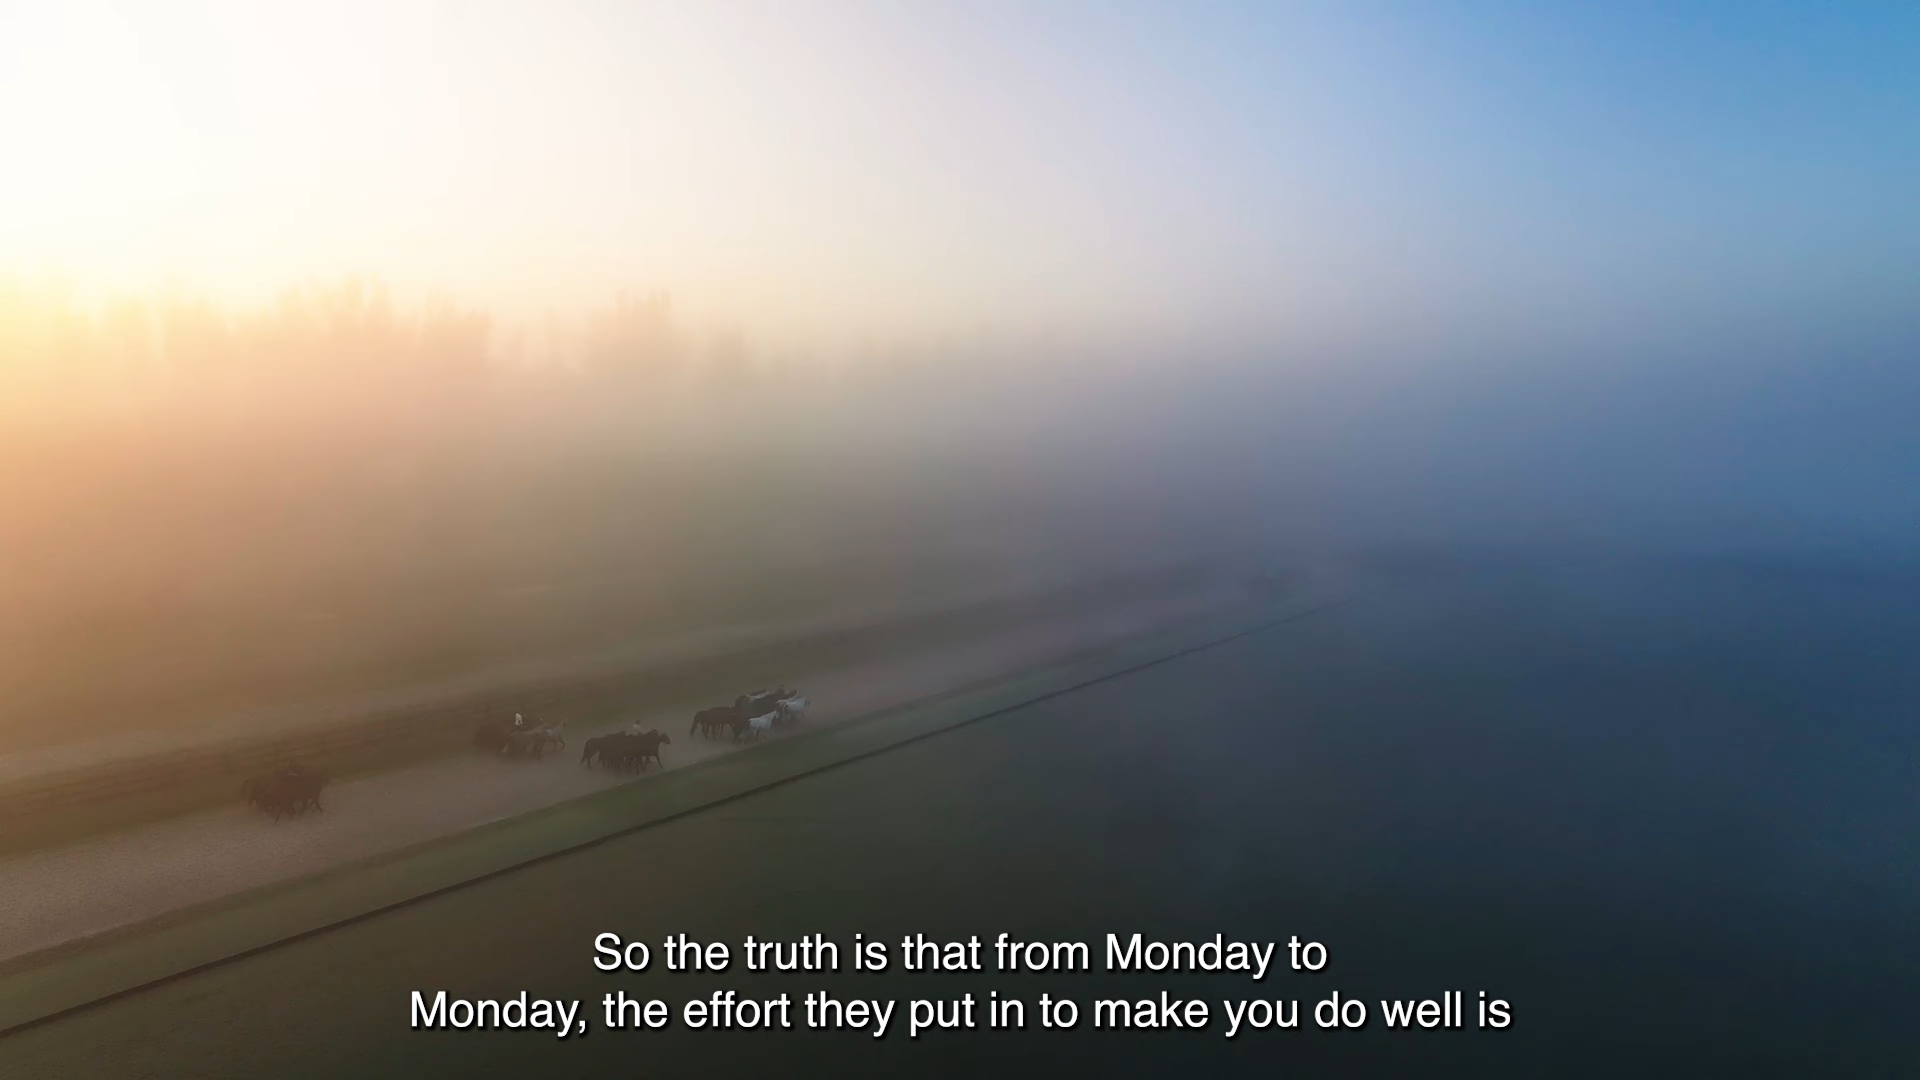 So the truth is that from Monday to
Monday, the effort they put in to make you do well is